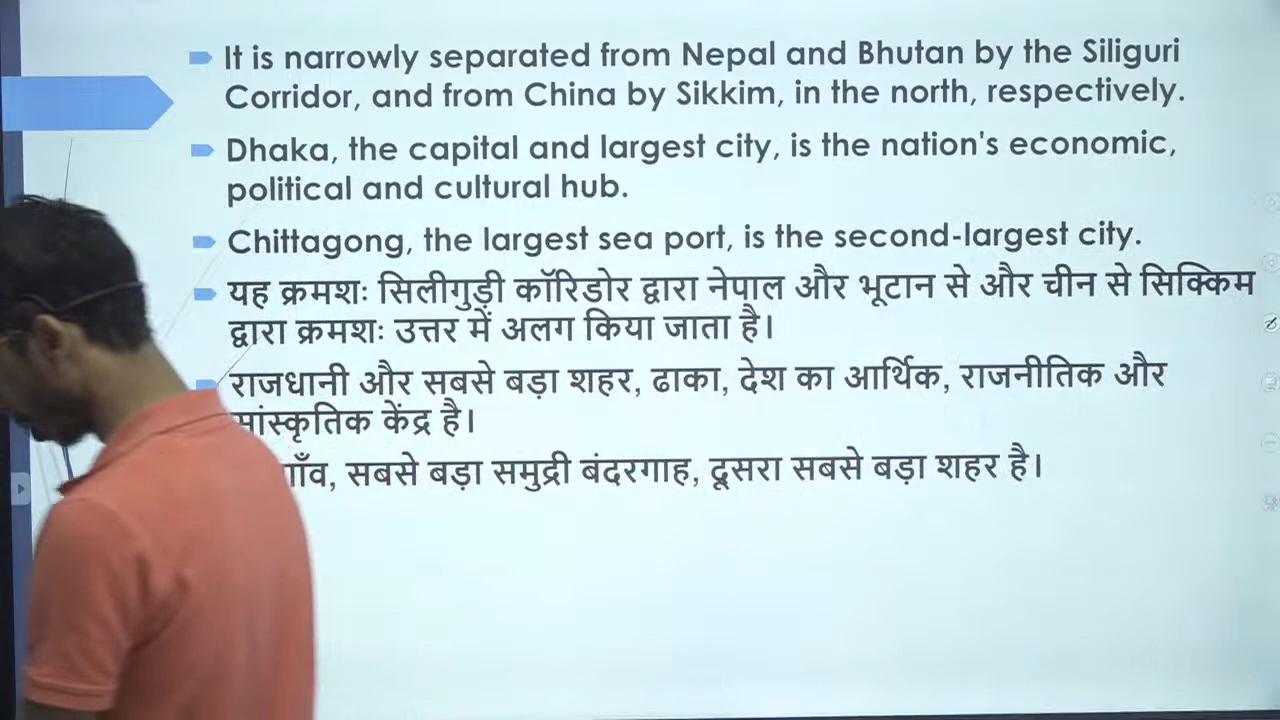 It is narrowly separated from Nepal and Bhutan by the Siliguri
Corridor, and from China by Sikkim, in the north, respectively.
Dhaka, the capital and largest city, is the nation's economic,
political and cultural hub.
Chittagong, the largest sea port, is the second-largest city.
यह क्रमशः सिलीगुड़ी कॉरिडोर द्वारा नेपाल और भूटान से और चीन से सिक्किम
द्वारा क्रमशः उत्तर में अलग किया जाता है।
राजधानी और सबसे बड़ा शहर, ढाका, देश का आर्थिक, राजनीतिक और
सांस्कृतिक केंद्र है।
सबसे बड़ा समुद्री बंदरगाह, दूसरा सबसे बड़ा शहर है।